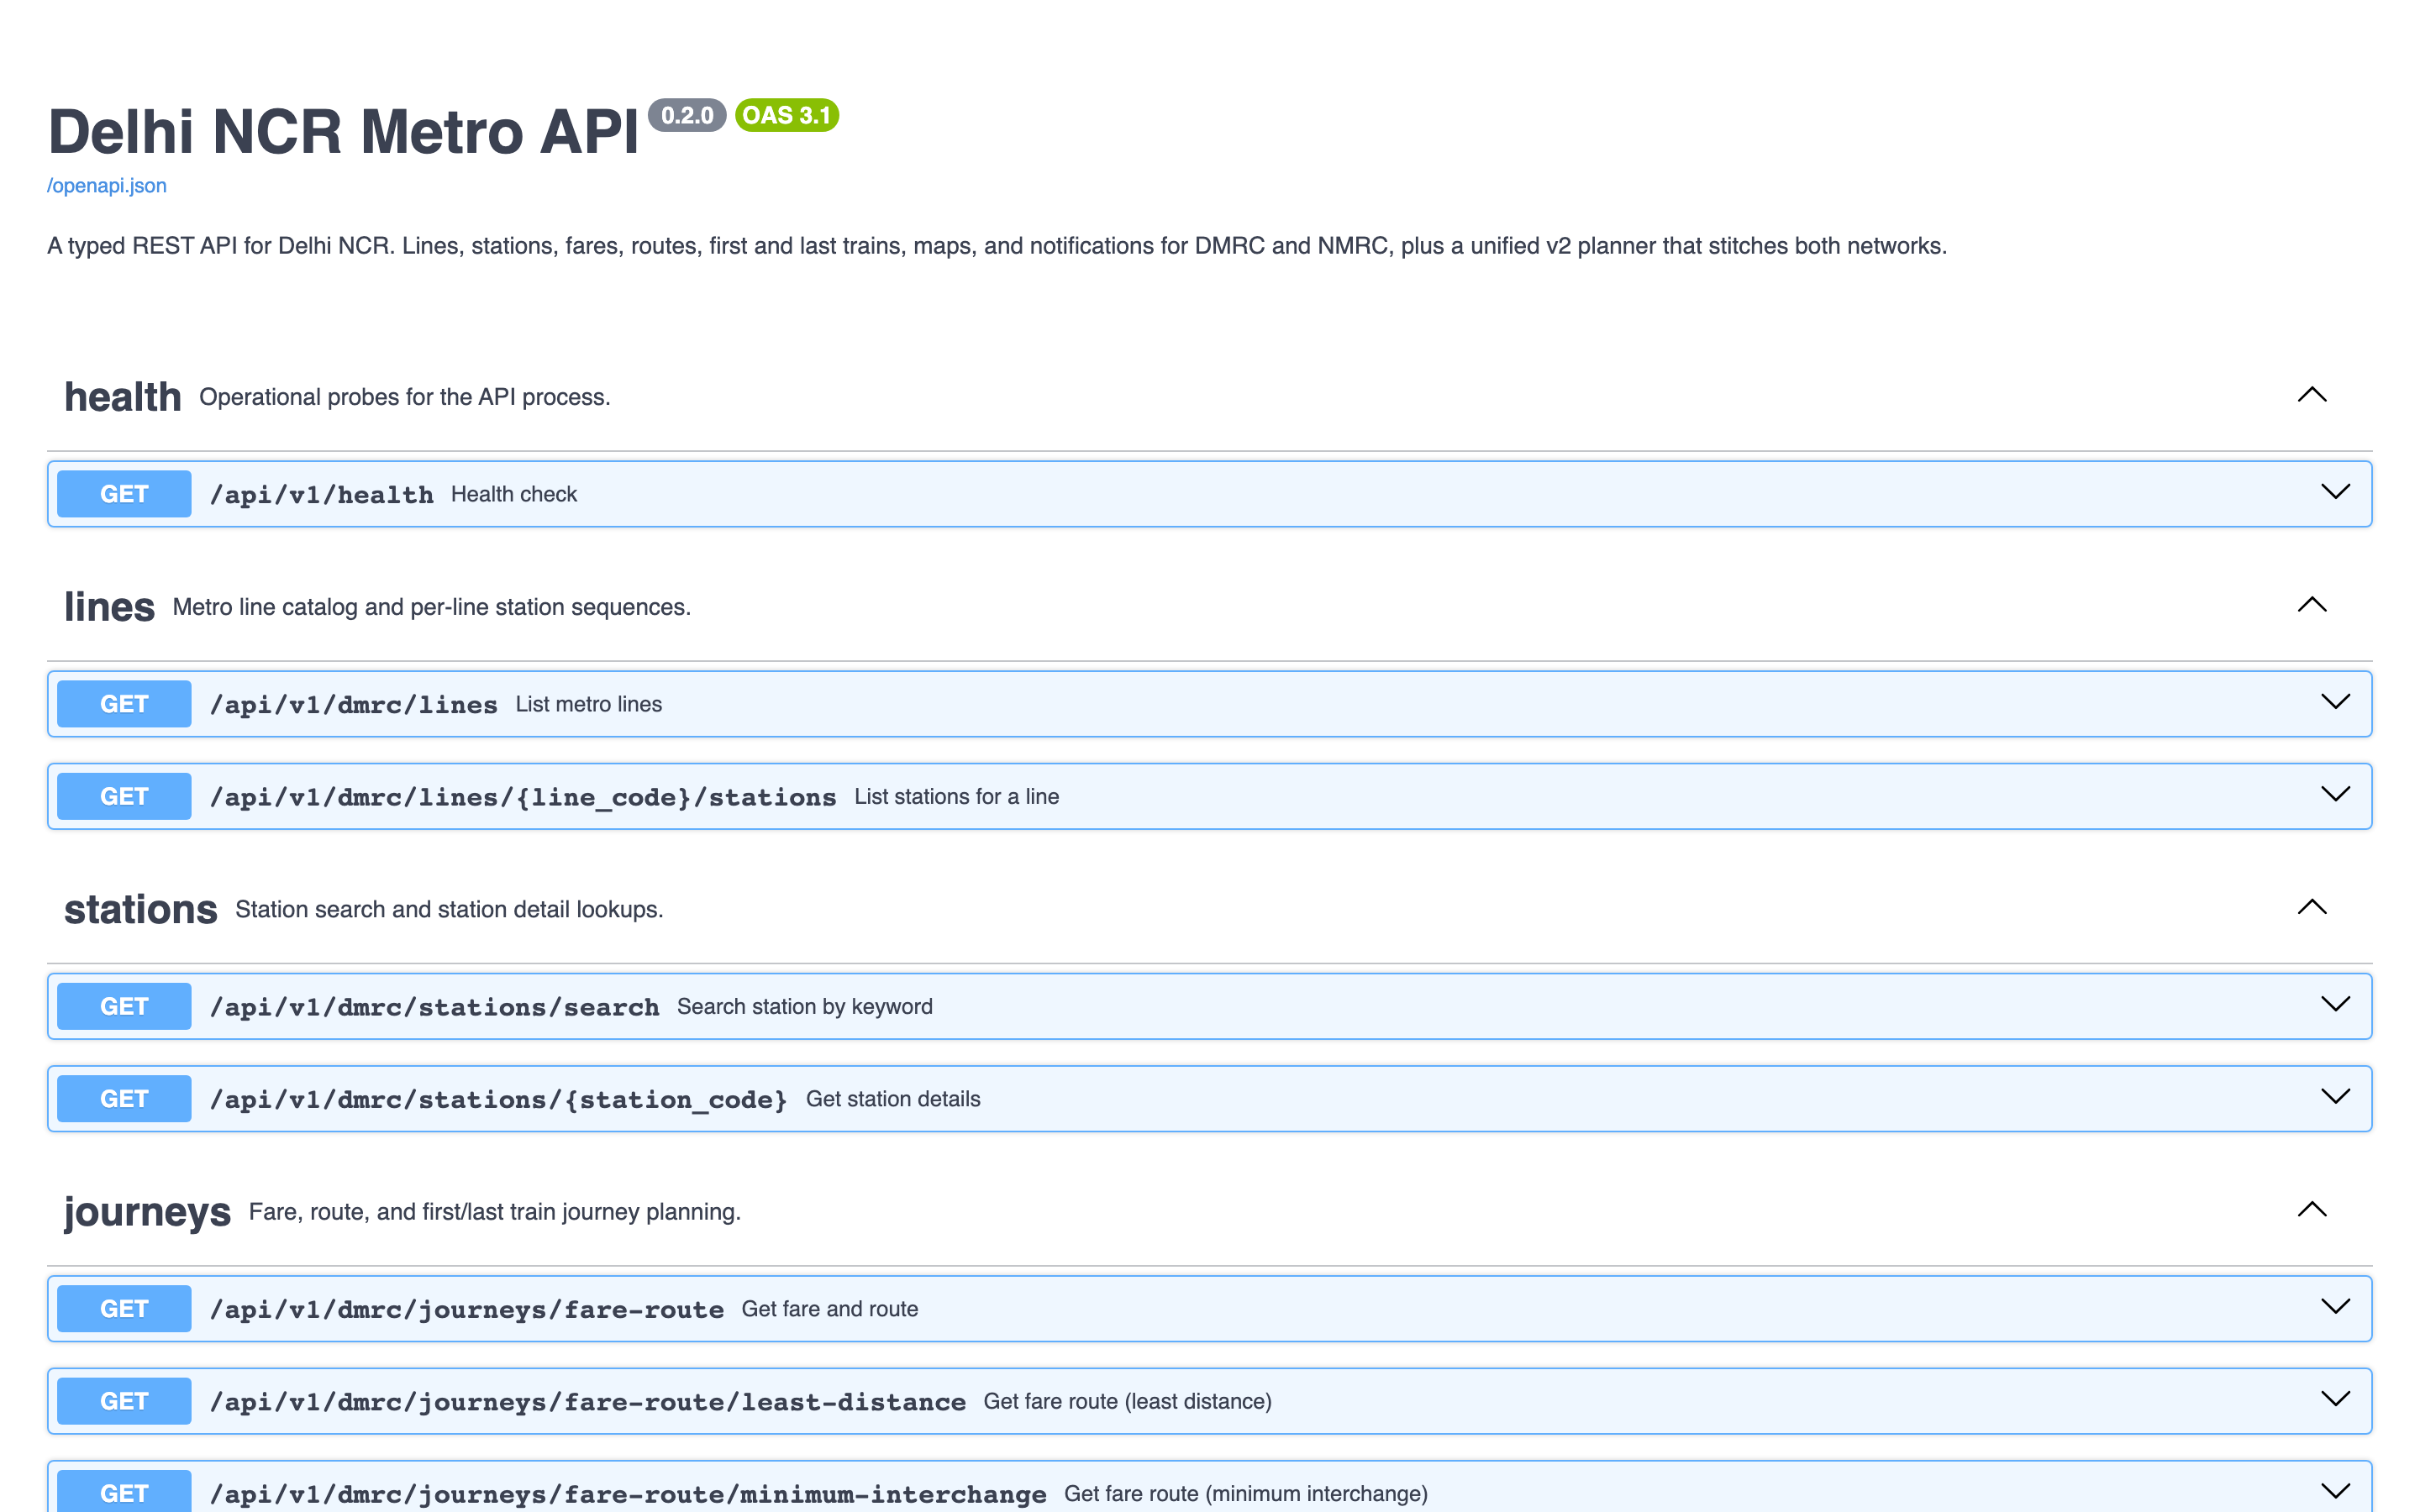 Delhi NCR Metro API 0.2.0 OAS 3.1
/openapi.json
A typed REST API for Delhi NCR. Lines, stations, fares, routes, first and last trains, maps, and notifications for DMRC and NMRC, plus a unified v2 planner that stitches both networks.
health Operational probes for the API process.
GET /api/v1/health Health check
lines Metro line catalog and per-line station sequences.
GET /api/v1/dmrc/lines List metro lines
GET /api/v1/dmrc/lines/{line_code}/stations List stations for a line
stations Station search and station detail lookups.
GET /api/v1/dmrc/stations/search Search station by keyword
GET /api/v1/dmrc/stations/{station_code} Get station details
journeys Fare, route, and first/last train journey planning.
GET /api/v1/dmrc/journeys/fare-route Get fare and route
GET /api/v1/dmrc/journeys/fare-route/least-distance Get fare route (least distance)
GET /api/v1/dmrc/journeys/fare-route/minimum-interchange Get fare route (minimum interchange)